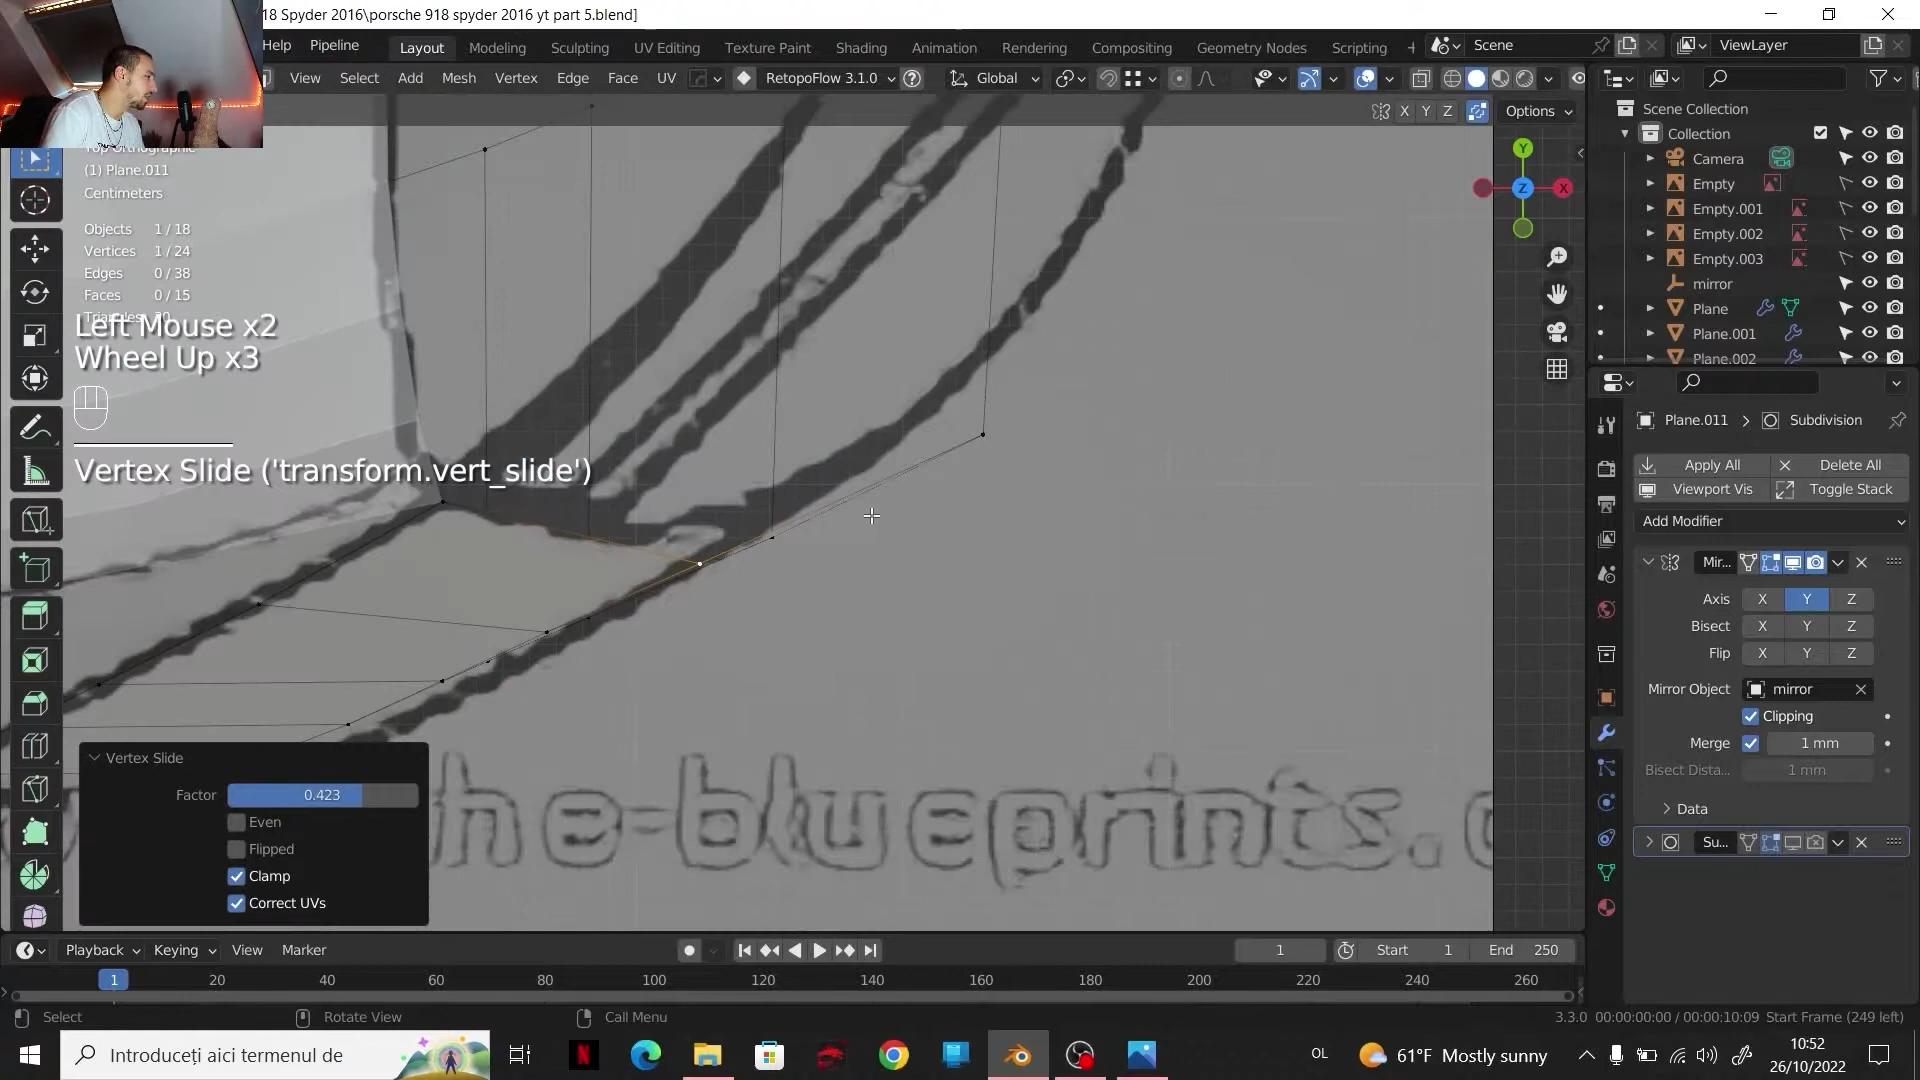 18 Spyder 2016\porsche 918 spyder 2016 yt part 5.blend]
Help Pipeline Layout Modeling Sculpting UV Editing Texture Paint Shading Animation Rendering Compositing Geometry Nodes Scripting Scene ViewLayer
View Select Add Mesh Vertex Edge Face UV RetopoFlow 3.1.0 Global
X Y Z Options
Top Orthographic
(1) Plane.011
Centimeters
Objects 1 / 18
Vertices 1 / 24
Edges 0 / 38
Faces 0 / 15
Left Mouse x2
Wheel Up x3
Vertex Slide ('transform.vert_slide')
Y
Z X
Vertex Slide
Factor 0.423
Even
Flipped
Clamp
Correct UVs
he-blueprints.
Scene Collection
Collection
Camera
Empty
Empty.001
Empty.002
Empty.003
mirror
Plane
Plane.001
Plane.002
Plane.011 > Subdivision
Apply All Delete All
Viewport Vis Toggle Stack
Add Modifier
Mir...
Axis X Y Z
Bisect X Y Z
Flip X Y Z
Mirror Object mirror
Clipping
Merge 1 mm
Bisect Dista... 1 mm
Data
Su...
Playback Keying View Marker 1 Start 1 End 250
1 20 40 60 80 100 120 140 160 180 200 220 240 260
Select Rotate View Call Menu 3.3.0 00:00:00:00 / 00:00:10:09 Start Frame (249 left)
Introduceți aici termenul de OL 61°F Mostly sunny 10:52
26/10/2022